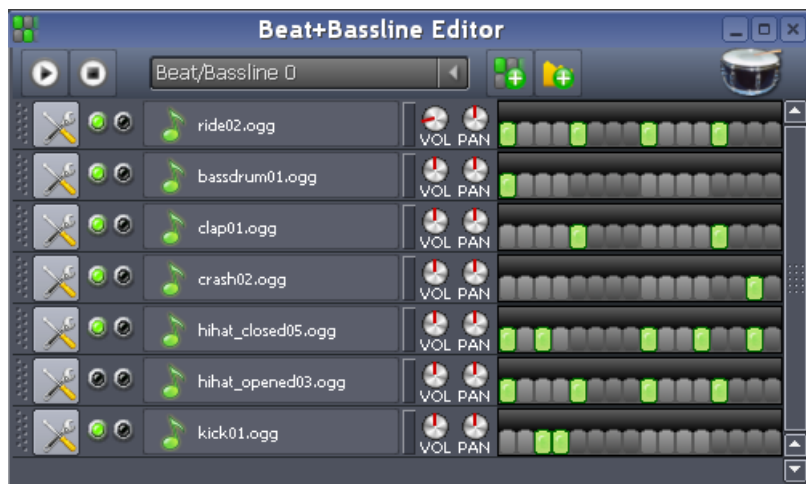 Beat+Bassline Editor
Beat/Bassline 0
ride02.ogg VOL PAN
bassdrum01.ogg VOL PAN
clap01.ogg VOL PAN
crash02.ogg VOL PAN
hihat_closed05.ogg VOL PAN
hihat_opened03.ogg VOL PAN
kick01.ogg VOL PAN